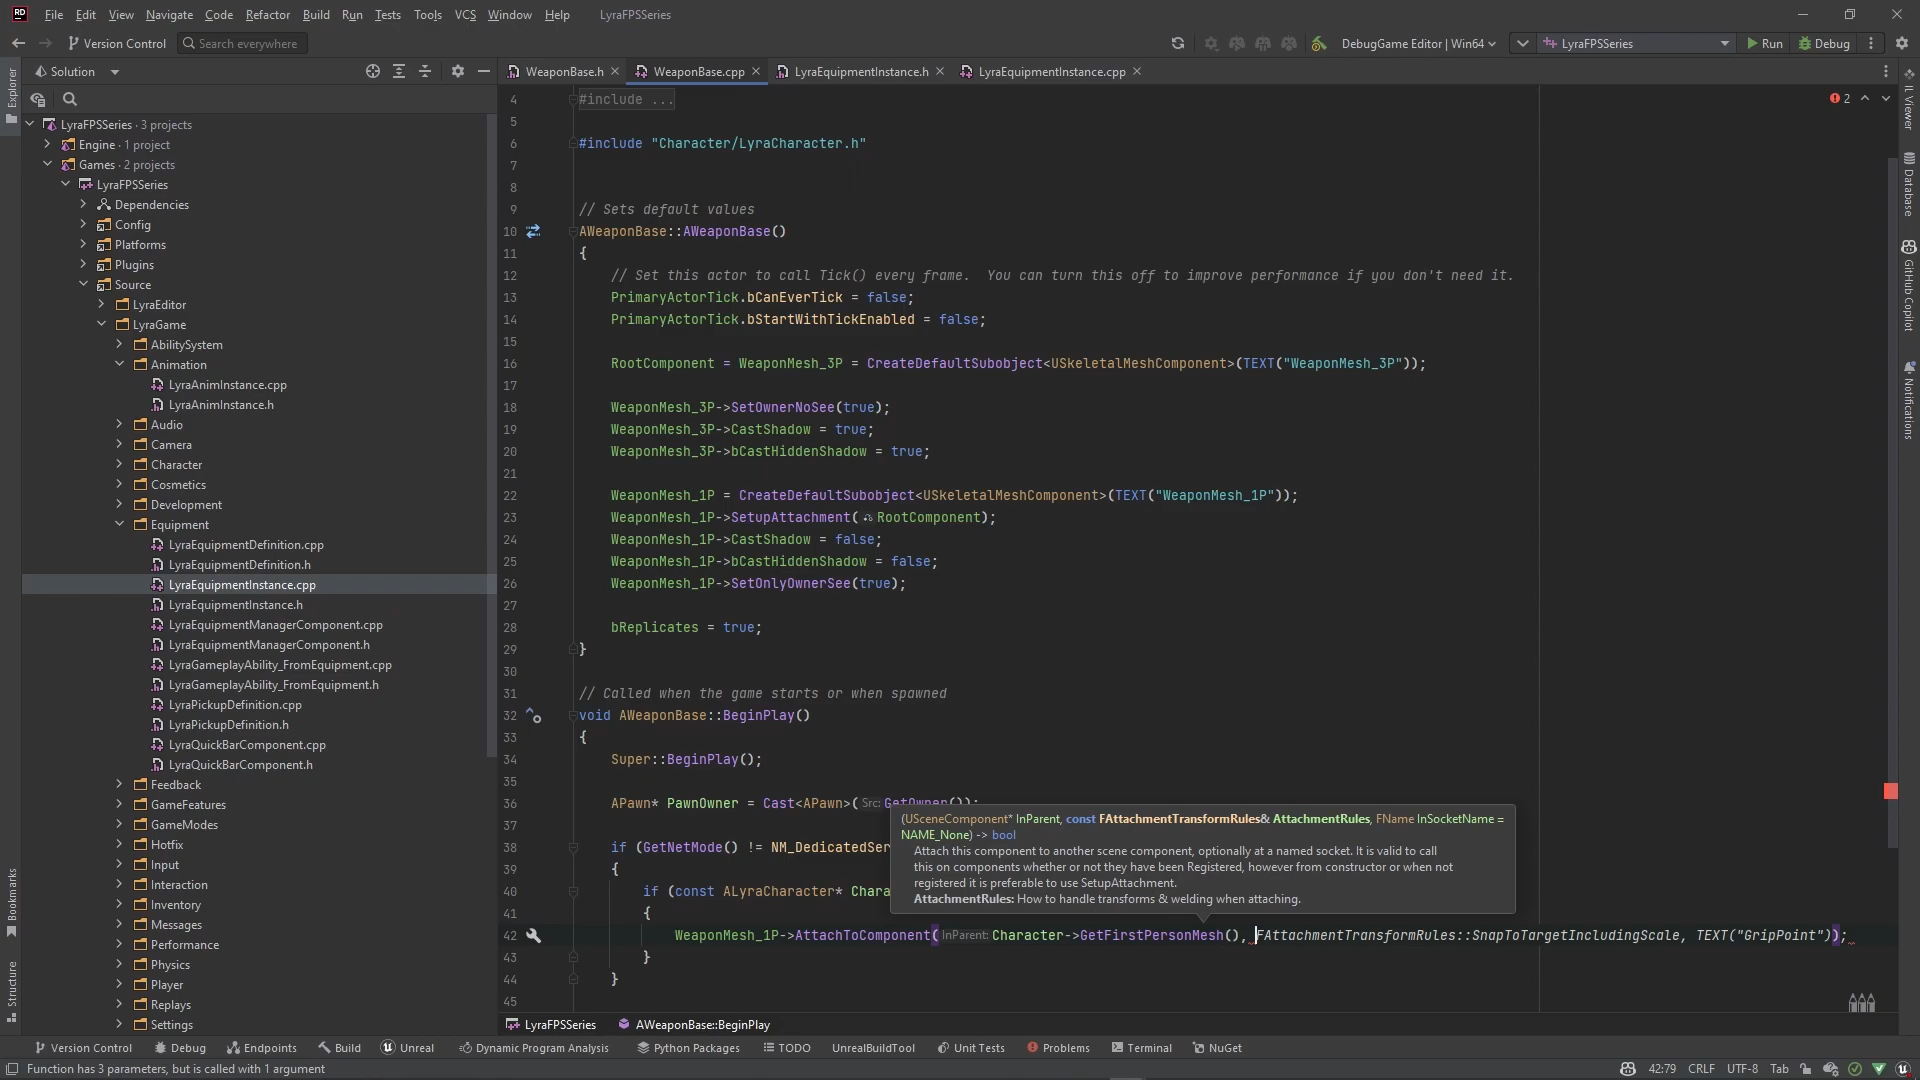 RD File Edit View Navigate Code Refactor Build Run Tests Tools VCS Window Help LyraFPSSeries
Version Control Search everywhere DebugGame Editor | Win64 LyraFPSSeries Run Debug
Explorer
Solution
WeaponBase.h WeaponBase.cpp LyraEquipmentInstance.h LyraEquipmentInstance.cpp
LyraFPSSeries · 3 projects
Engine · 1 project
Games · 2 projects
LyraFPSSeries
Dependencies
Config
Platforms
Plugins
Source
LyraEditor
LyraGame
AbilitySystem
Animation
LyraAnimInstance.cpp
LyraAnimInstance.h
Audio
Camera
Character
Cosmetics
Development
Equipment
LyraEquipmentDefinition.cpp
LyraEquipmentDefinition.h
LyraEquipmentInstance.cpp
LyraEquipmentInstance.h
LyraEquipmentManagerComponent.cpp
LyraEquipmentManagerComponent.h
LyraGameplayAbility_FromEquipment.cpp
LyraGameplayAbility_FromEquipment.h
LyraPickupDefinition.cpp
LyraPickupDefinition.h
LyraQuickBarComponent.cpp
LyraQuickBarComponent.h
Feedback
GameFeatures
GameModes
Hotfix
Input
Interaction
Inventory
Messages
Performance
Physics
Player
Replays
Settings
Bookmarks
Structure
4 #include ...
2
5
6 #include "Character/LyraCharacter.h"
7
8
9 // Sets default values
10 AWeaponBase::AWeaponBase()
11 {
12 // Set this actor to call Tick() every frame.  You can turn this off to improve performance if you don't need it.
13 PrimaryActorTick.bCanEverTick = false;
14 PrimaryActorTick.bStartWithTickEnabled = false;
15
16 RootComponent = WeaponMesh_3P = CreateDefaultSubobject<USkeletalMeshComponent>(TEXT("WeaponMesh_3P"));
17
18 WeaponMesh_3P->SetOwnerNoSee(true);
19 WeaponMesh_3P->CastShadow = true;
20 WeaponMesh_3P->bCastHiddenShadow = true;
21
22 WeaponMesh_1P = CreateDefaultSubobject<USkeletalMeshComponent>(TEXT("WeaponMesh_1P"));
23 WeaponMesh_1P->SetupAttachment(RootComponent);
24 WeaponMesh_1P->CastShadow = false;
25 WeaponMesh_1P->bCastHiddenShadow = false;
26 WeaponMesh_1P->SetOnlyOwnerSee(true);
27
28 bReplicates = true;
29 }
30
31 // Called when the game starts or when spawned
32 void AWeaponBase::BeginPlay()
33 {
34 Super::BeginPlay();
35
36 APawn* PawnOwner = Cast<APawn>( Src: GetOwner());
37
38 if (GetNetMode() != NM_DedicatedSer
39 {
40 if (const ALyraCharacter* Chara
41 {
42 WeaponMesh_1P->AttachToComponent( InParent: Character->GetFirstPersonMesh(), FAttachmentTransformRules::SnapToTargetIncludingScale, TEXT("GripPoint"));
43 }
44 }
45
(USceneComponent* InParent, const FAttachmentTransformRules& AttachmentRules, FName InSocketName =
NAME_None) -> bool
Attach this component to another scene component, optionally at a named socket. It is valid to call
this on components whether or not they have been Registered, however from constructor or when not
registered it is preferable to use SetupAttachment.
AttachmentRules: How to handle transforms & welding when attaching.
IL Viewer
Database
GitHub Copilot
Notifications
LyraFPSSeries AWeaponBase::BeginPlay
Version Control Debug Endpoints Build Unreal Dynamic Program Analysis Python Packages TODO UnrealBuildTool Unit Tests Problems Terminal NuGet
Function has 3 parameters, but is called with 1 argument 42:79 CRLF UTF-8 Tab